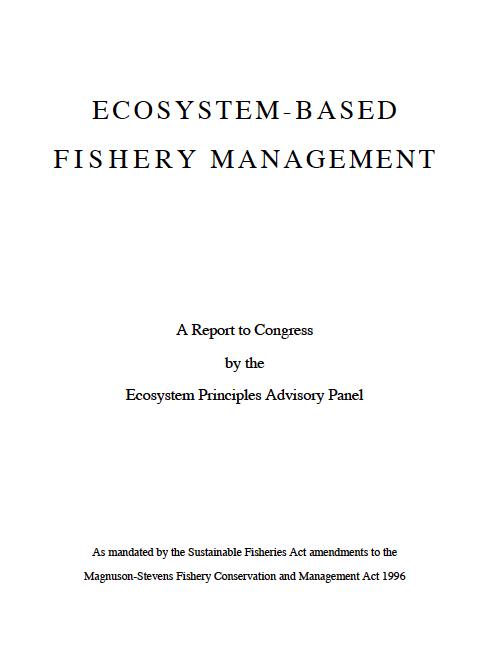 ECOSYSTEM-BASED
FISHERY MANAGEMENT
A Report to Congress
by the
Ecosystem Principles Advisory Panel
As mandated by the Sustainable Fisheries Act amendments to the
Magnuson-Stevens Fishery Conservation and Management Act 1996